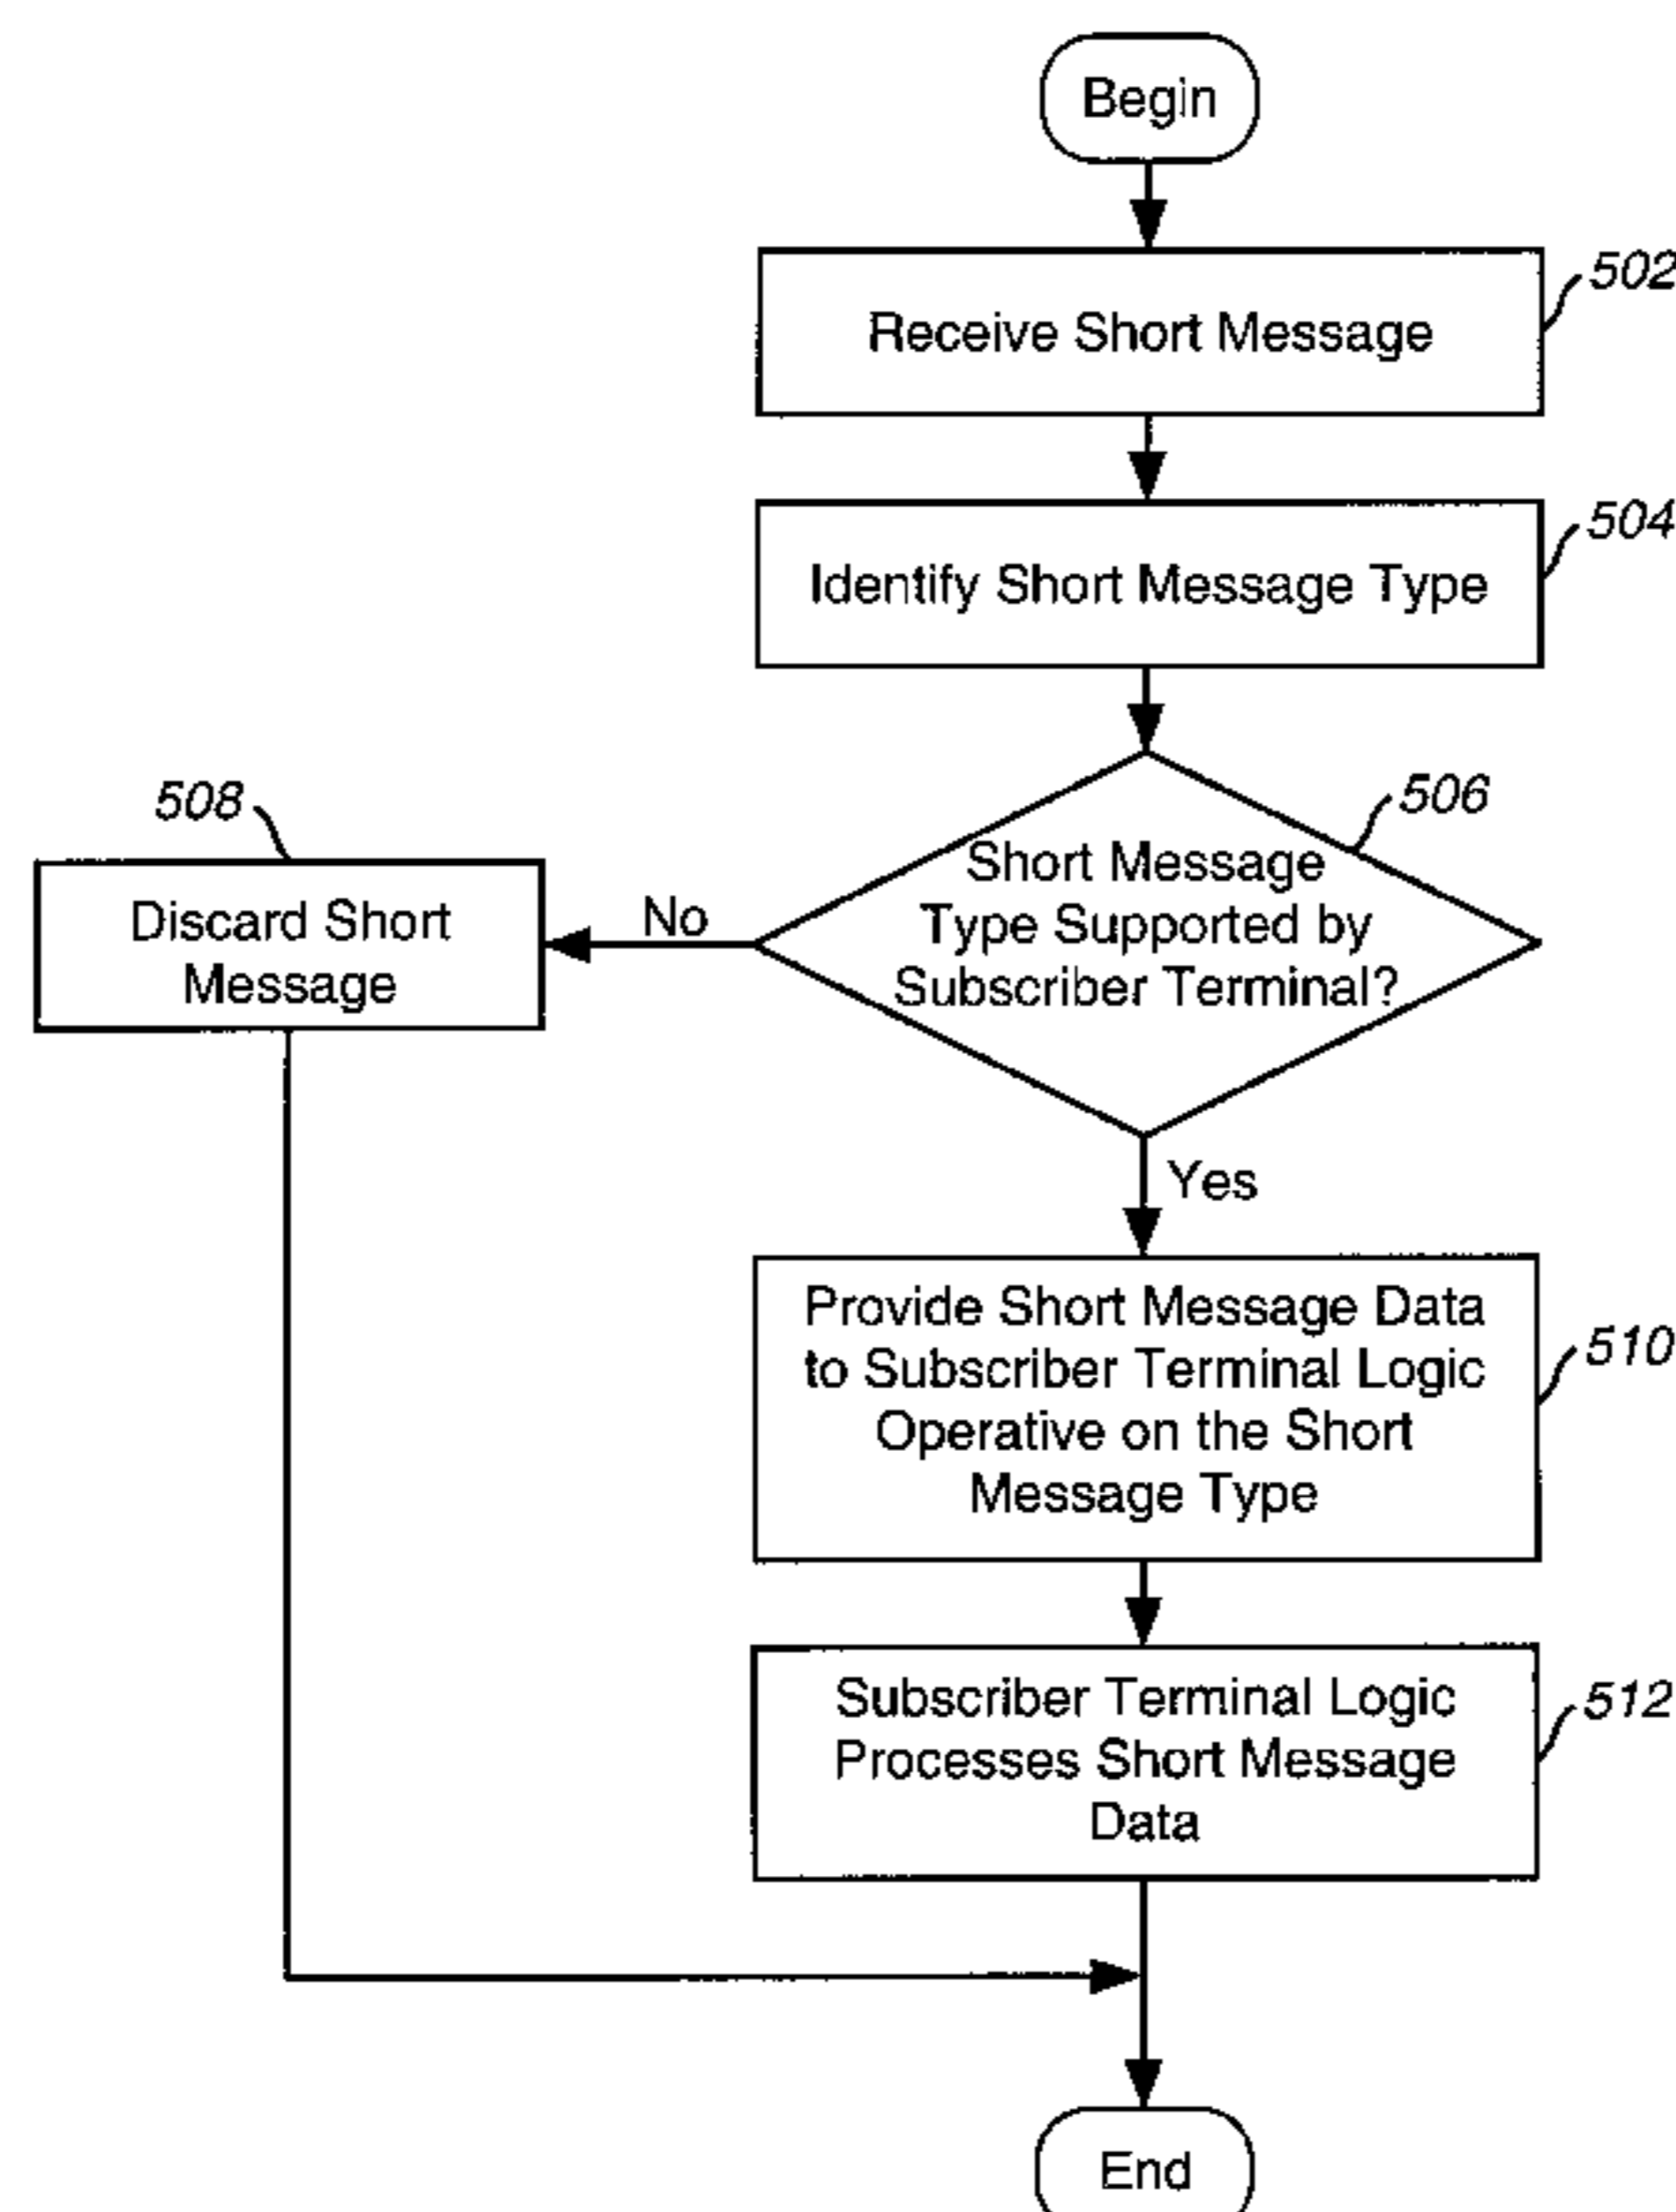 Begin
502
Receive Short Message
504
Identify Short Message Type
506
Short Message
Type Supported by
Subscriber Terminal?
No
508
Discard Short
Message
Yes
510
Provide Short Message Data
to Subscriber Terminal Logic
Operative on the Short
Message Type
512
Subscriber Terminal Logic
Processes Short Message
Data
End